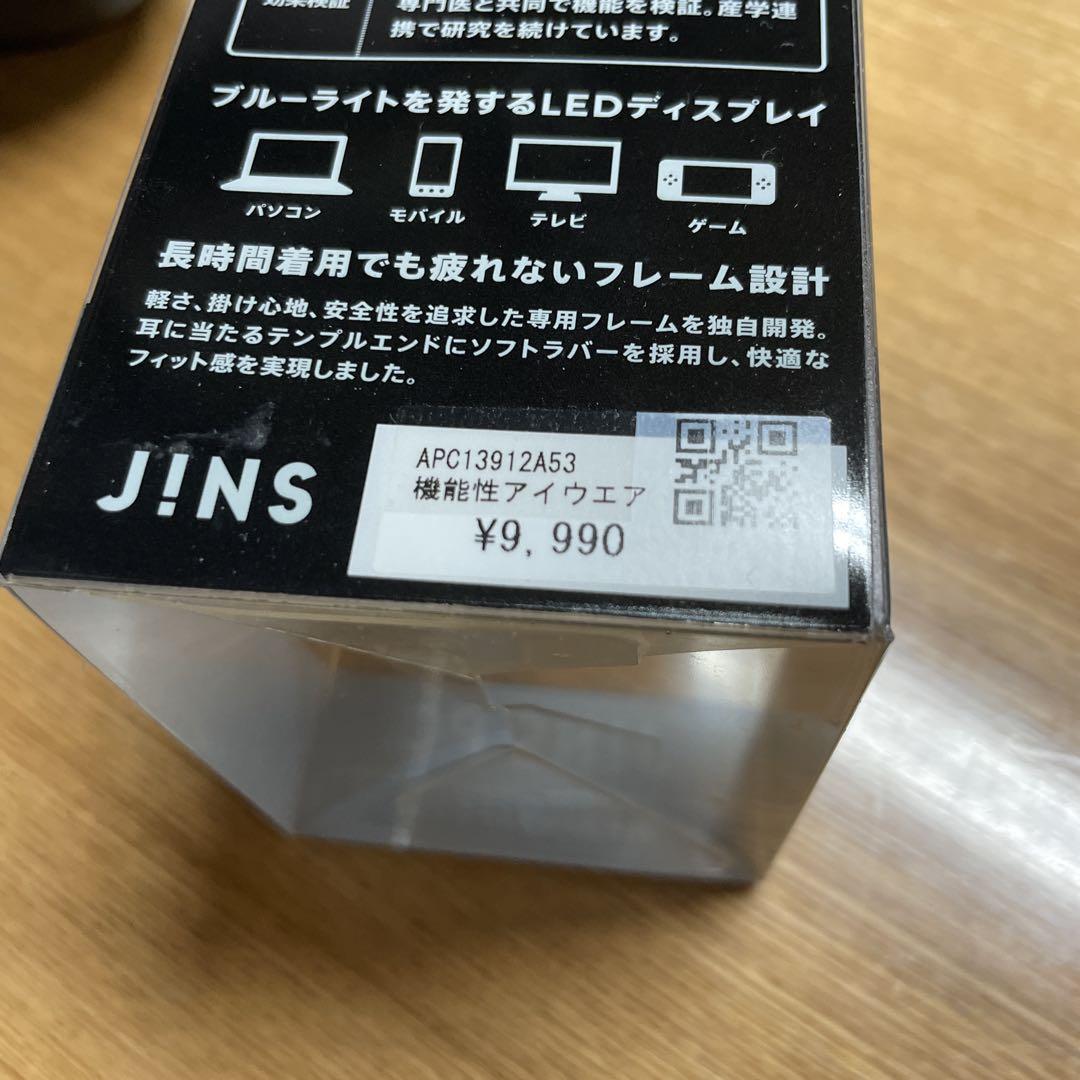 効果検証
専門医と共同で機能を検証。産学連
携で研究を続けています。
ブルーライトを発するLEDディスプレイ
パソコン
モバイル
テレビ
ゲーム
長時間着用でも疲れないフレーム設計
軽さ、掛け心地、安全性を追求した専用フレームを独自開発。
耳に当たるテンプルエンドにソフトラバーを採用し、快適な
フィット感を実現しました。
J!NS
APC13912A53
機能性アイウエア
¥9,990